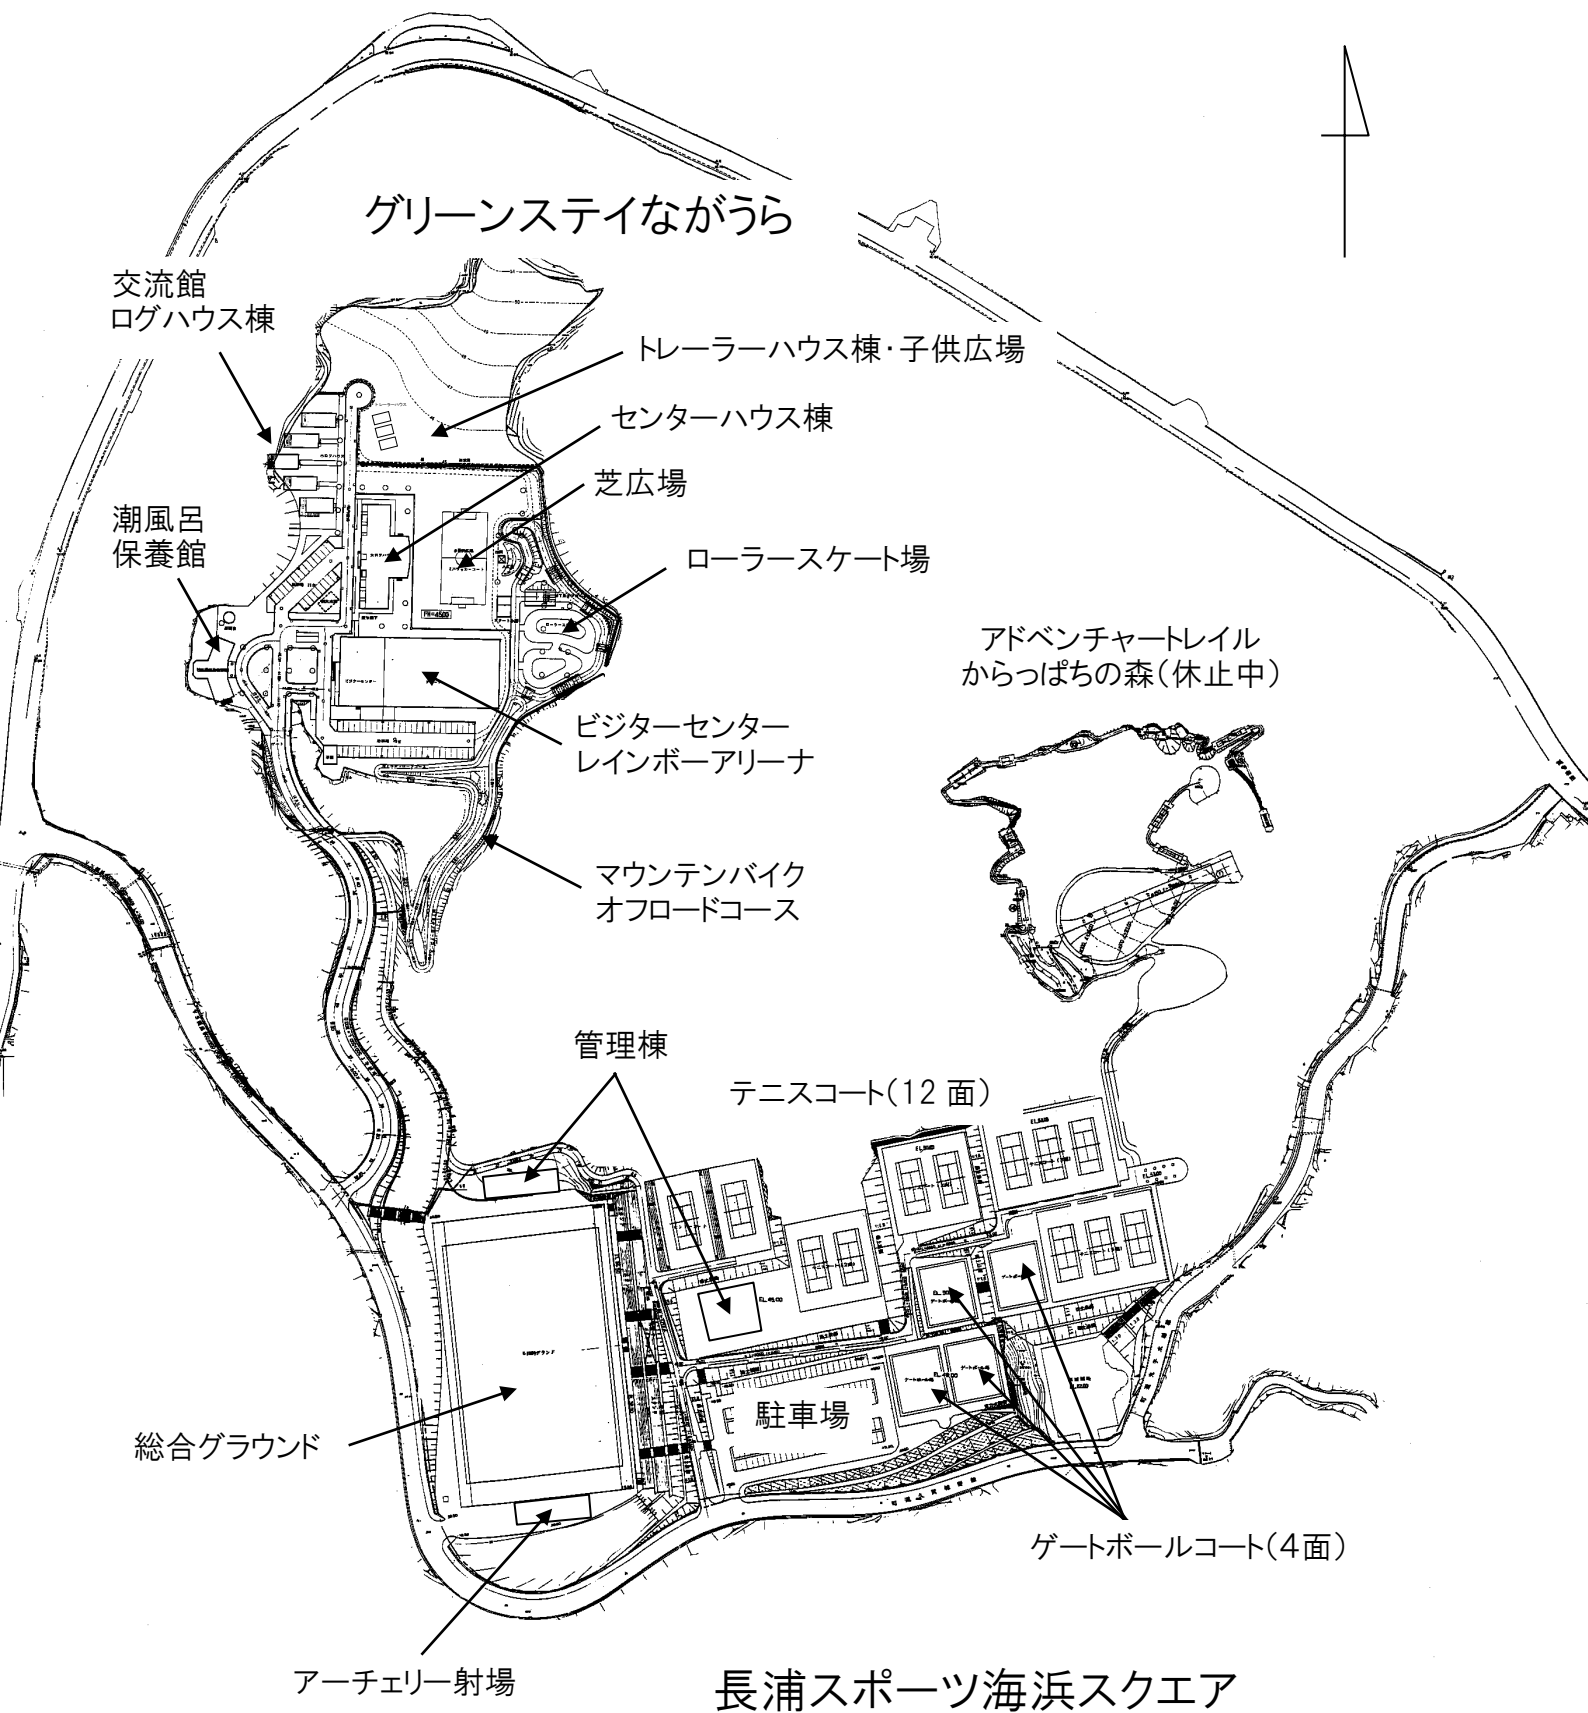 グリーンステイながうら
交流館
ログハウス棟
トレーラーハウス棟・子供広場
センターハウス棟
芝広場
潮風呂
保養館
ローラースケート場
アドベンチャートレイル
からっぱちの森（休止中）
ビジターセンター
レインボーアリーナ
マウンテンバイク
オフロードコース
管理棟
テニスコート（12 面）
駐車場
総合グラウンド
ゲートボールコート（4面）
アーチェリー射場
長浦スポーツ海浜スクエア